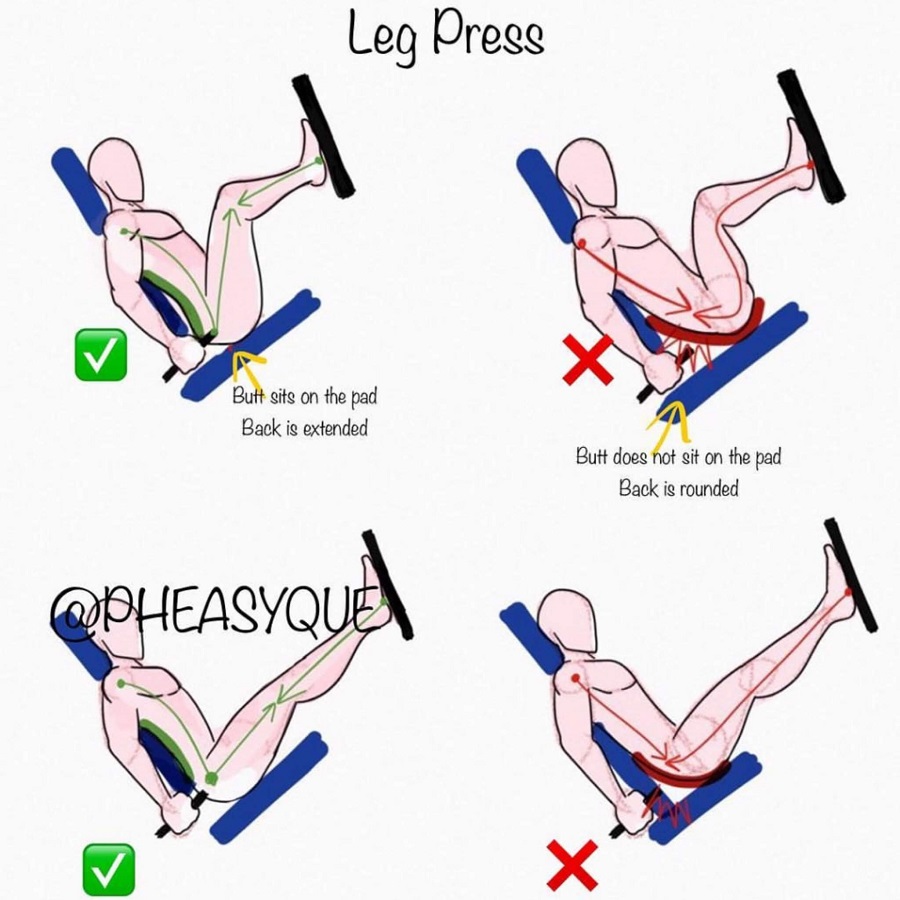 Leg Press
Butt sits on the pad
Back is extended
Butt does not sit on the pad
Back is rounded
@PHEASYQUE